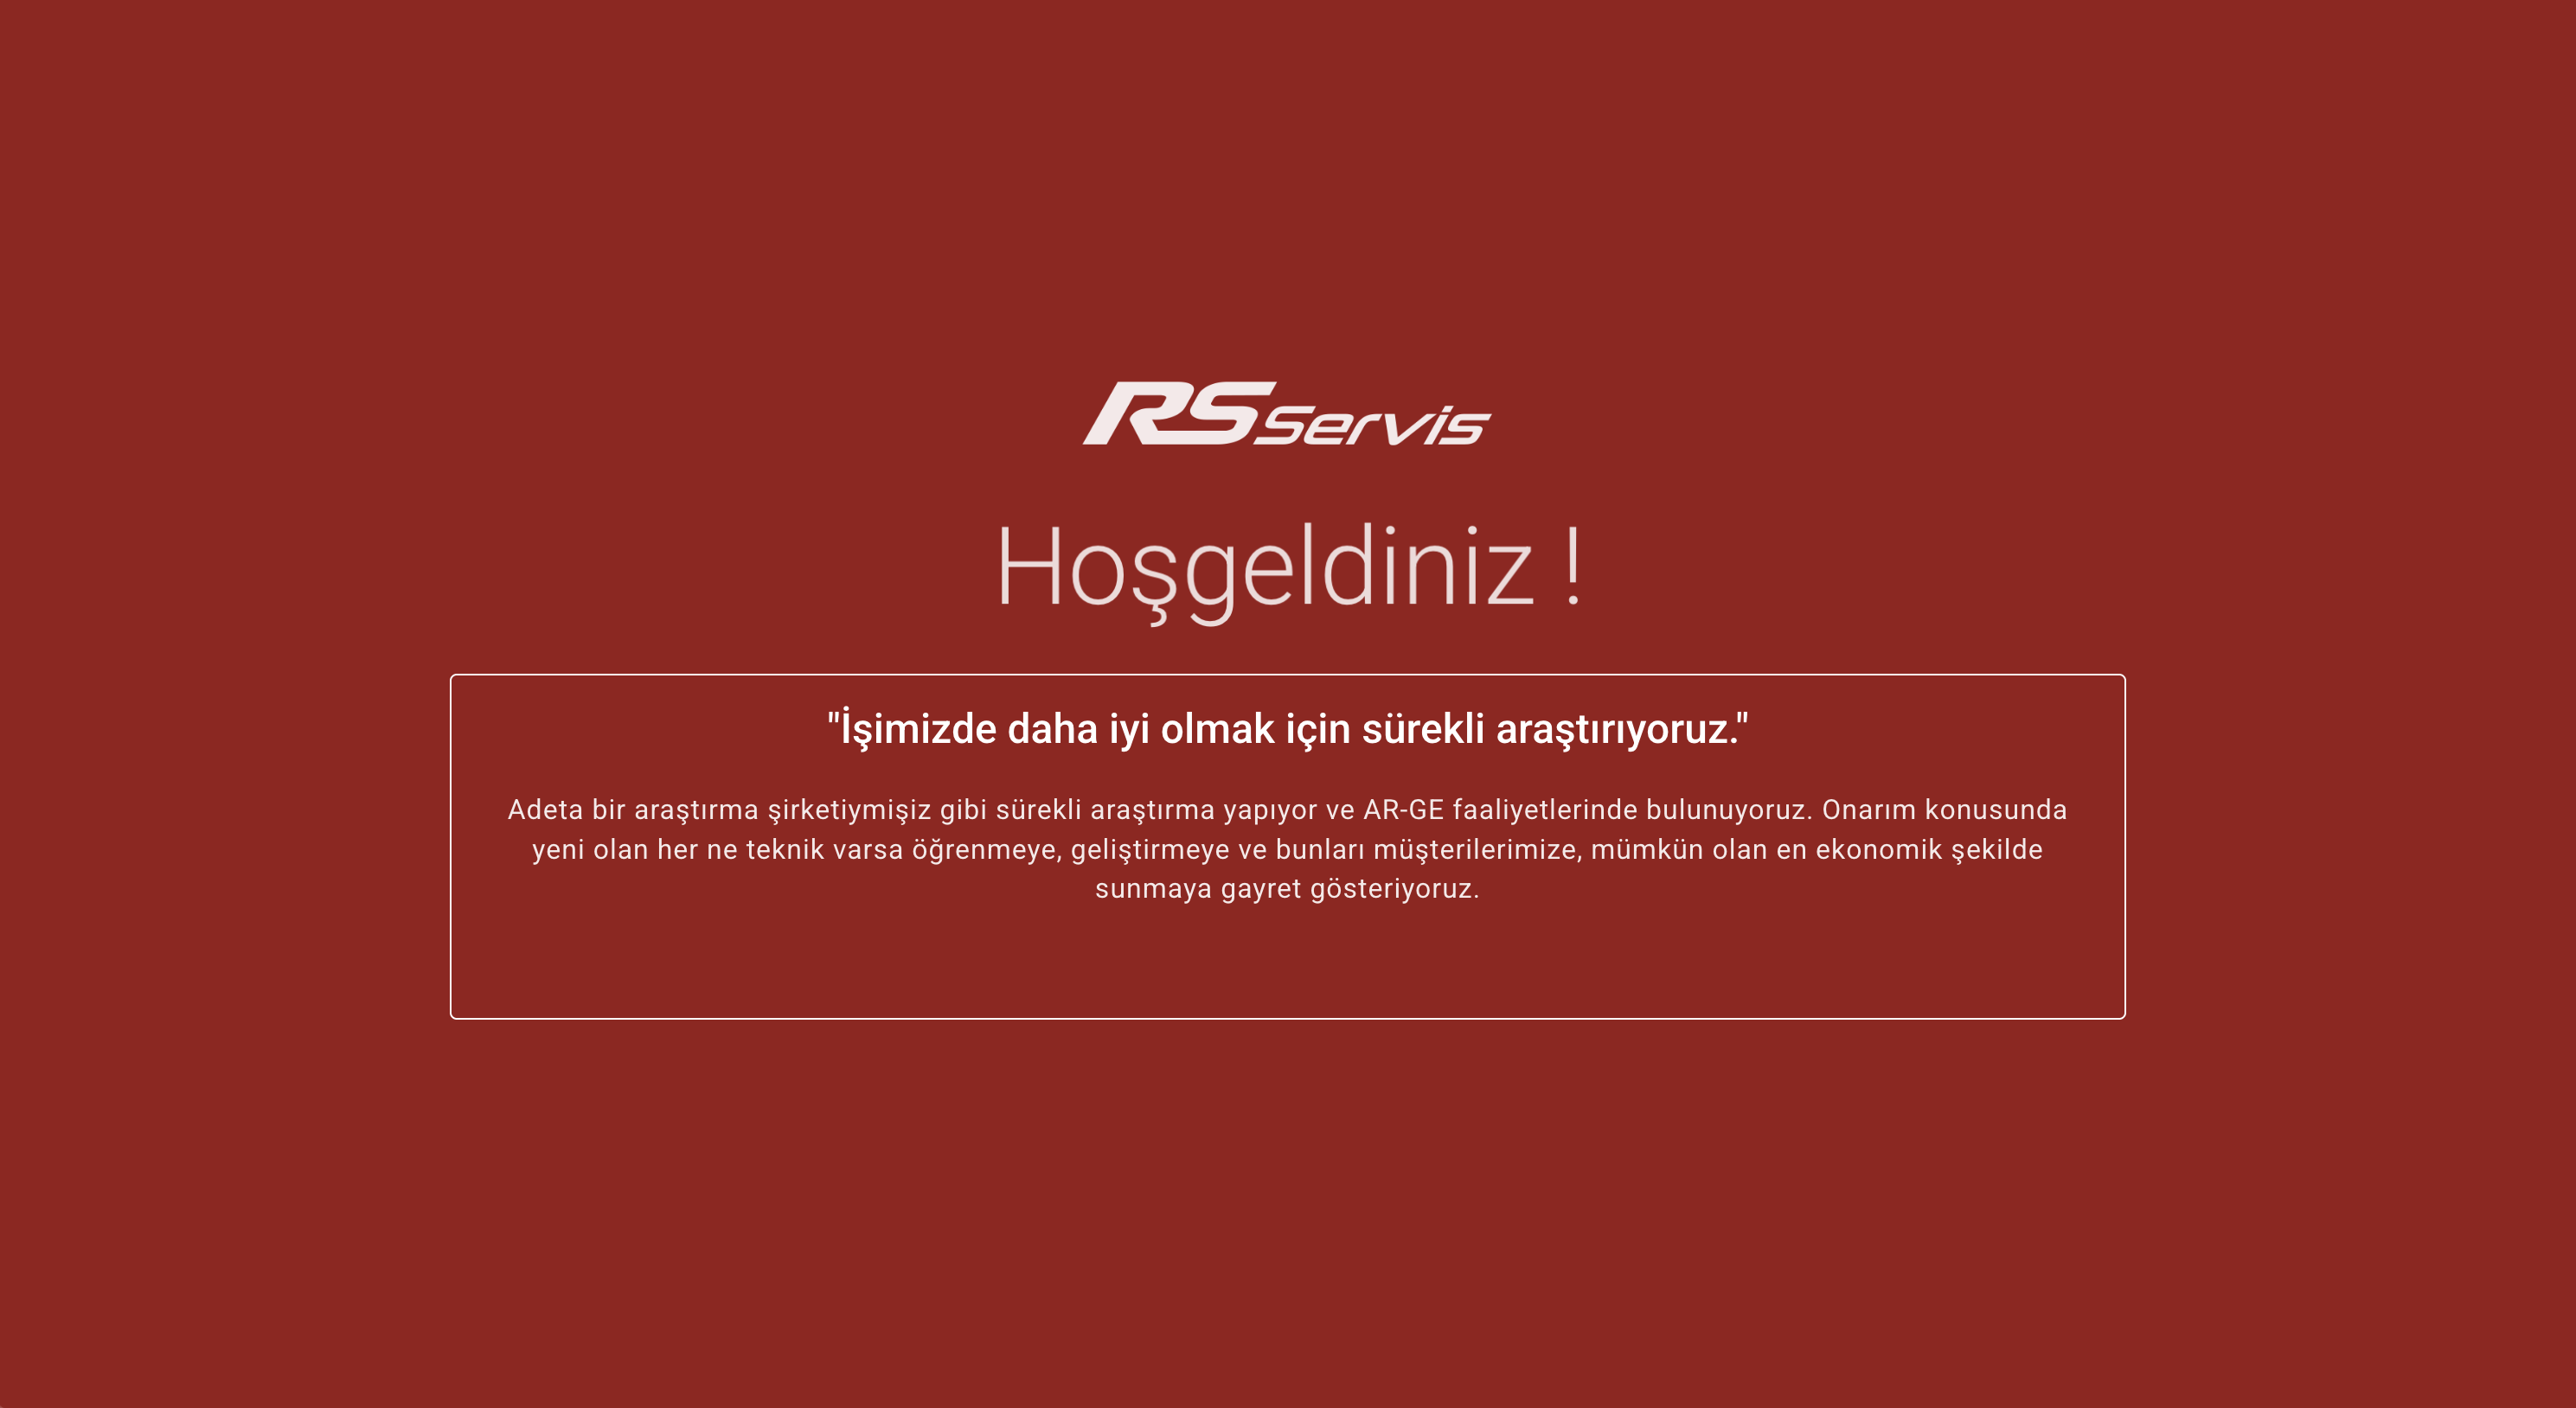 RSServis
Hoşgeldiniz !
"İşimizde daha iyi olmak için sürekli araştırıyoruz."
Adeta bir araştırma şirketiymişiz gibi sürekli araştırma yapıyor ve AR-GE faaliyetlerinde bulunuyoruz. Onarım konusunda
yeni olan her ne teknik varsa öğrenmeye, geliştirmeye ve bunları müşterilerimize, mümkün olan en ekonomik şekilde
sunmaya gayret gösteriyoruz.